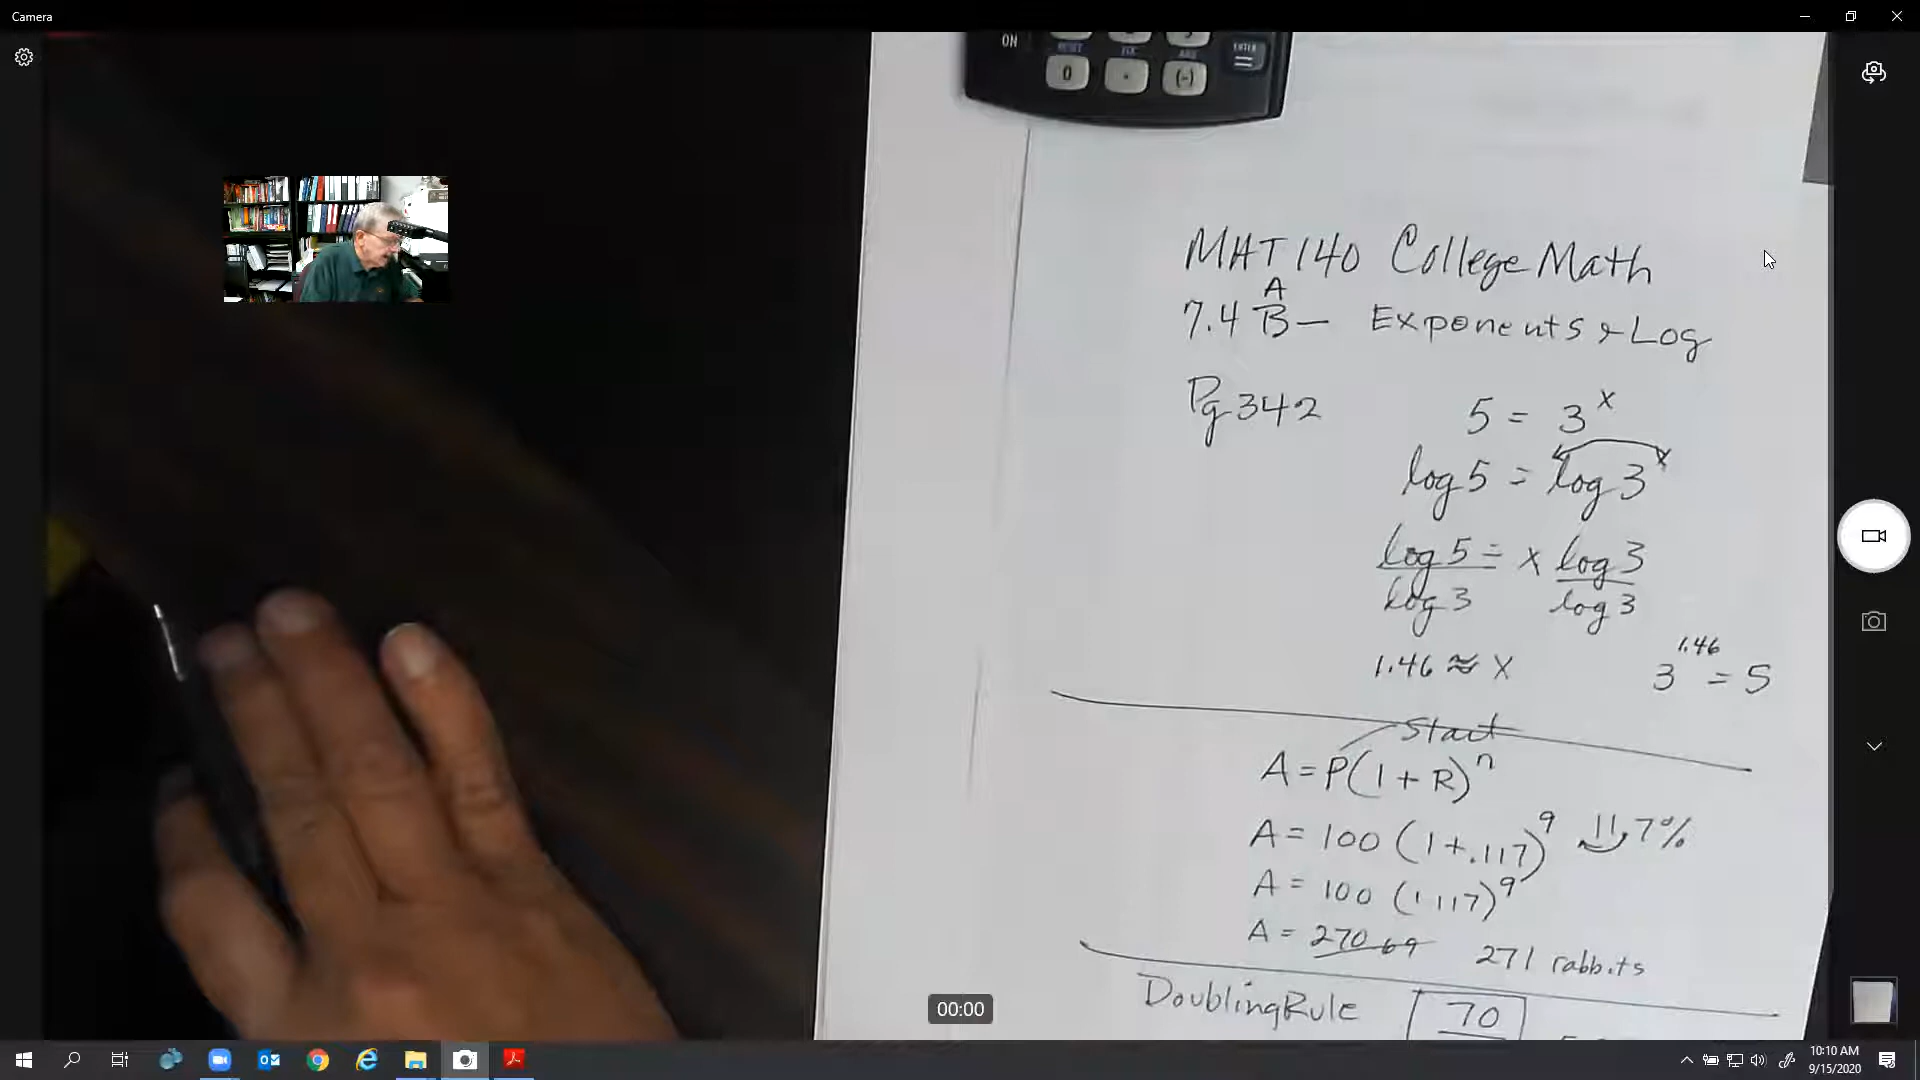 Camera
ON
RESET
FIX
ANS
ENTER
0
.
(-)
=
MAT 140 College Math
A
7.4 B — Exponents & Log
Pg 342
5 = 3^x
log 5 = log 3^x
log 5 = x log 3
log 3 log 3
1.46 ≈ x
3^1.46 = 5
Start
A = P(1 + R)^n
A = 100 (1 + .117)^9 11.7%
A = 100 (1.117)^9
A = 270.69 271 rabbits
Doubling Rule 70
00:00
10:10 AM
9/15/2020